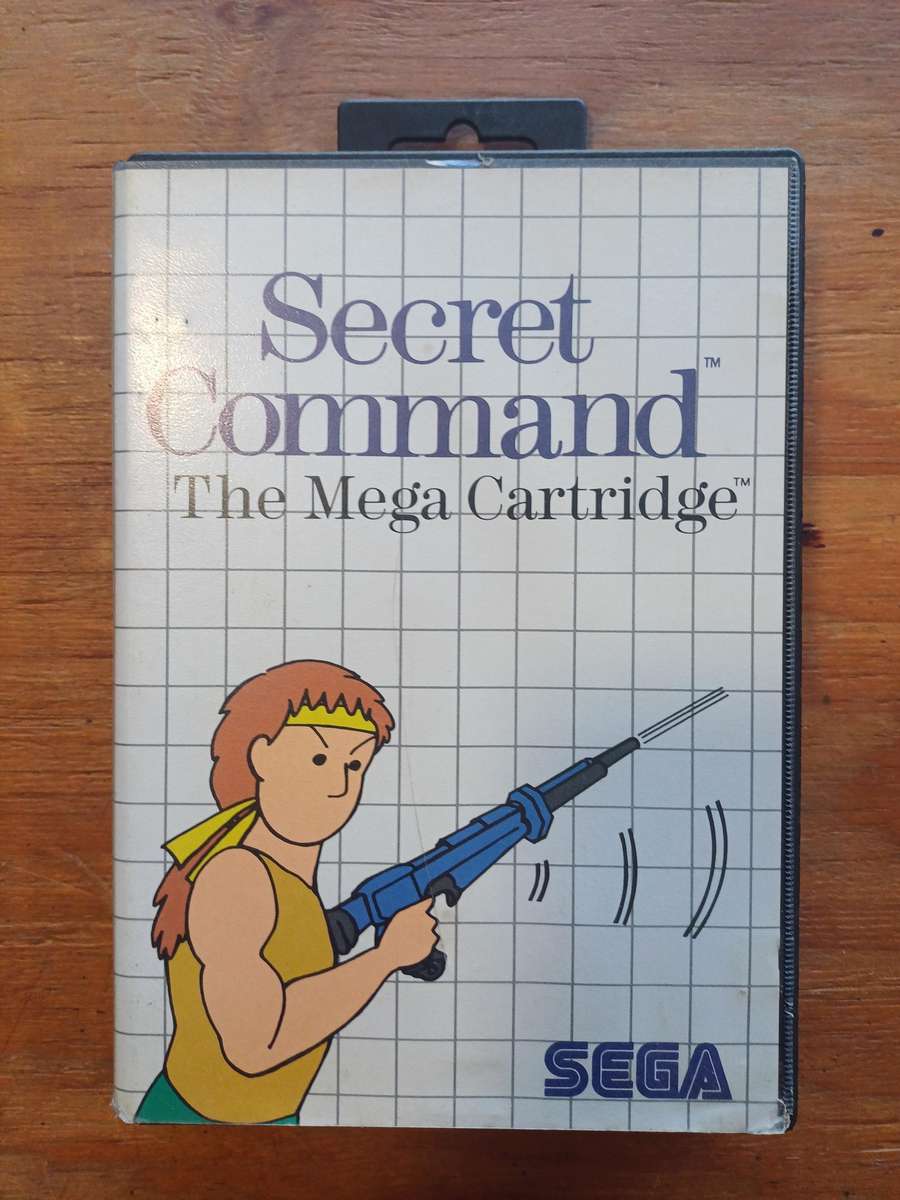 Secret
Command™
The Mega Cartridge™
SEGA